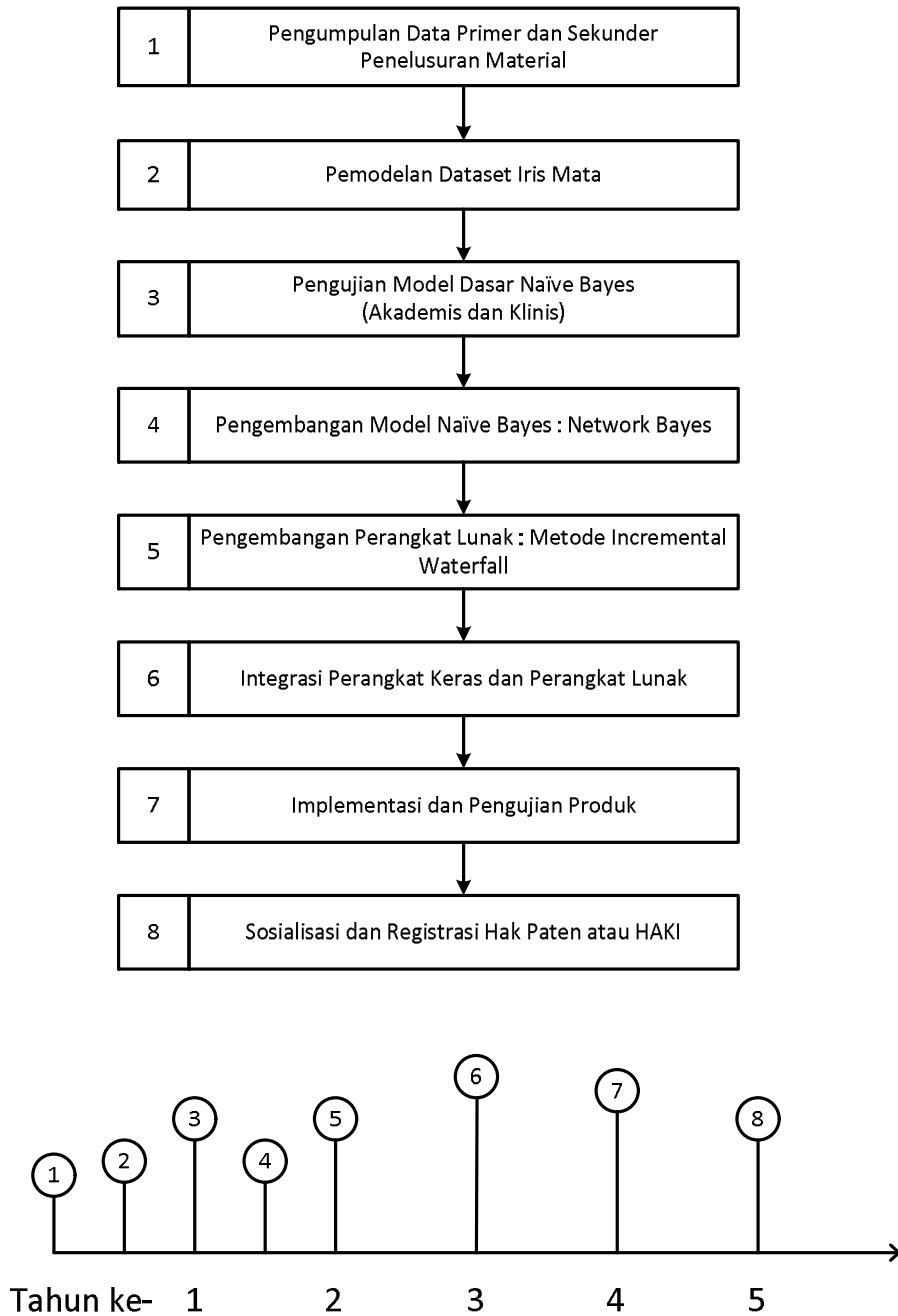 1
Pengumpulan Data Primer dan Sekunder
Penelusuran Material
2
Pemodelan Dataset Iris Mata
3
Pengujian Model Dasar Naïve Bayes
(Akademis dan Klinis)
4
Pengembangan Model Naïve Bayes : Network Bayes
5
Pengembangan Perangkat Lunak : Metode Incremental
Waterfall
6
Integrasi Perangkat Keras dan Perangkat Lunak
7
Implementasi dan Pengujian Produk
8
Sosialisasi dan Registrasi Hak Paten atau HAKI
1
2
3
4
5
6
7
8
Tahun ke- 1 2 3 4 5